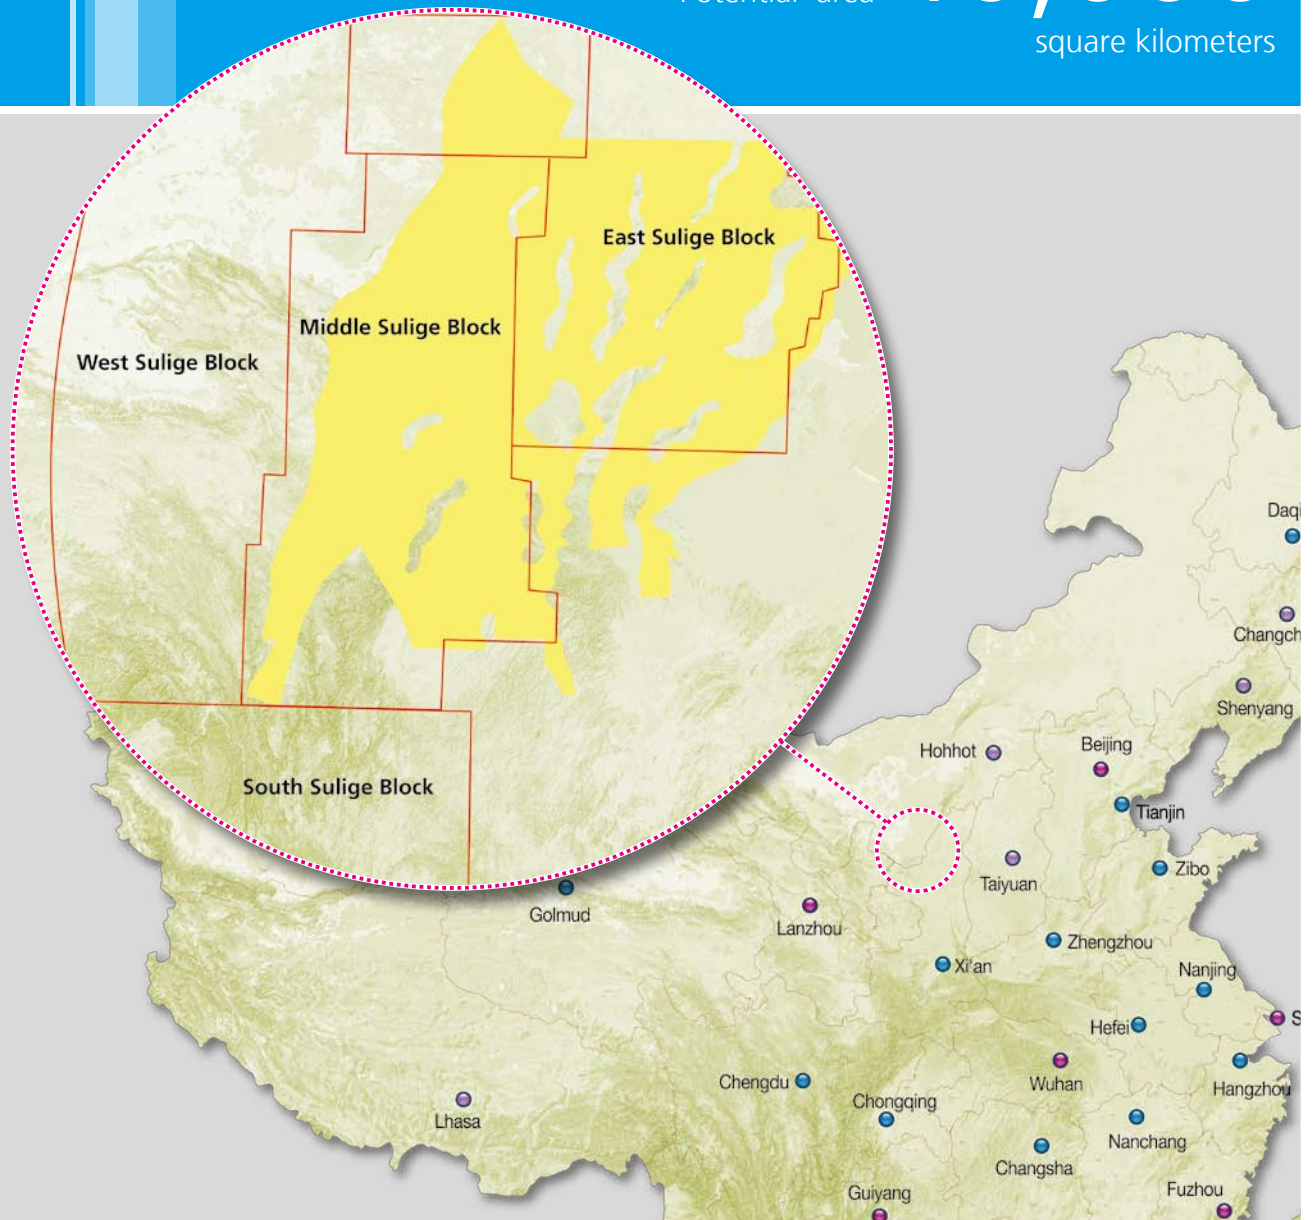 square kilometers
East Sulige Block
Middle Sulige Block
West Sulige Block
South Sulige Block
Hohhot
Beijing
Shenyang
Tianjin
Taiyuan
Zibo
Golmud
Lanzhou
Zhengzhou
Xi'an
Nanjing
Hefei
Chengdu
Wuhan
Hangzhou
Chongqing
Lhasa
Nanchang
Changsha
Guiyang
Fuzhou